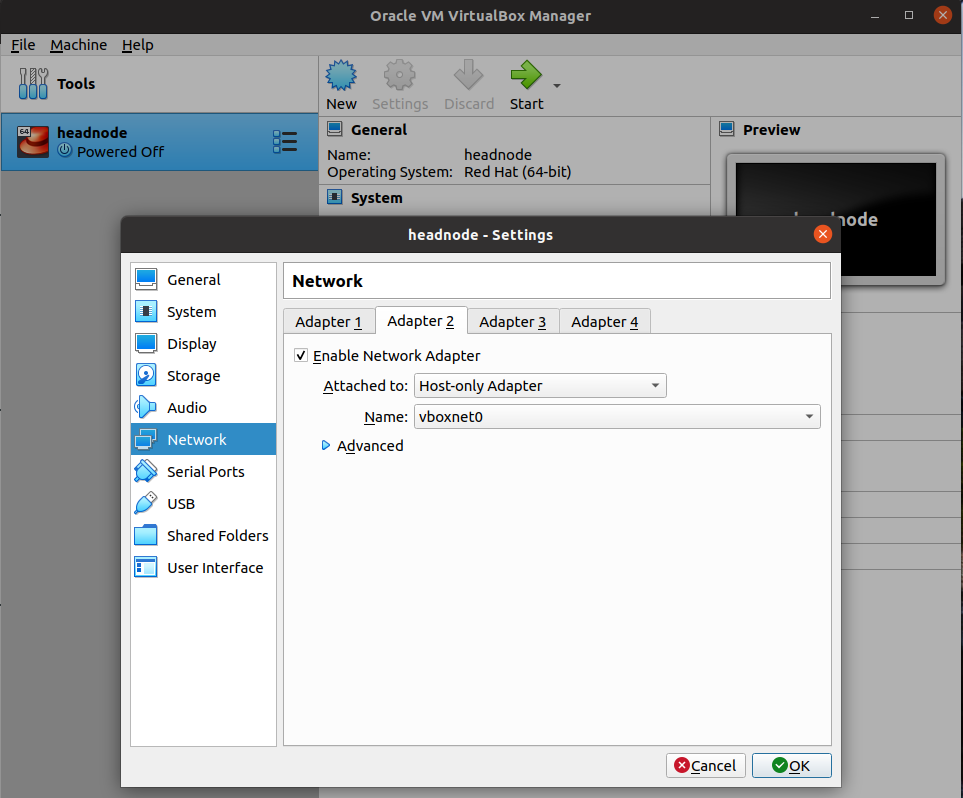 Oracle VM VirtualBox Manager
File Machine Help
Tools
New Settings Discard Start
64
headnode
Powered Off
General
Name: headnode
Operating System: Red Hat (64-bit)
System
Preview
headnode - Settings
General
System
Display
Storage
Audio
Network
Serial Ports
USB
Shared Folders
User Interface
Network
Adapter 1 Adapter 2 Adapter 3 Adapter 4
Enable Network Adapter
Attached to: Host-only Adapter
Name: vboxnet0
Advanced
Cancel OK